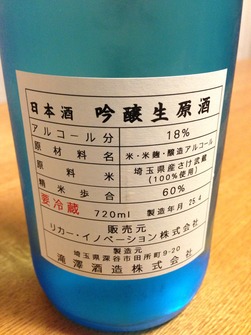 日本酒 吟醸生原酒
アルコール分 18%
原材料名 米・米麹・醸造アルコール
原料米 埼玉県産さけ武蔵
(100%使用)
精米歩合 60%
要冷蔵 720ml 製造年月 25.4
販売元
リカー・イノベーション株式会社
製造元
埼玉県深谷市田所町9-20
滝澤酒造株式会社